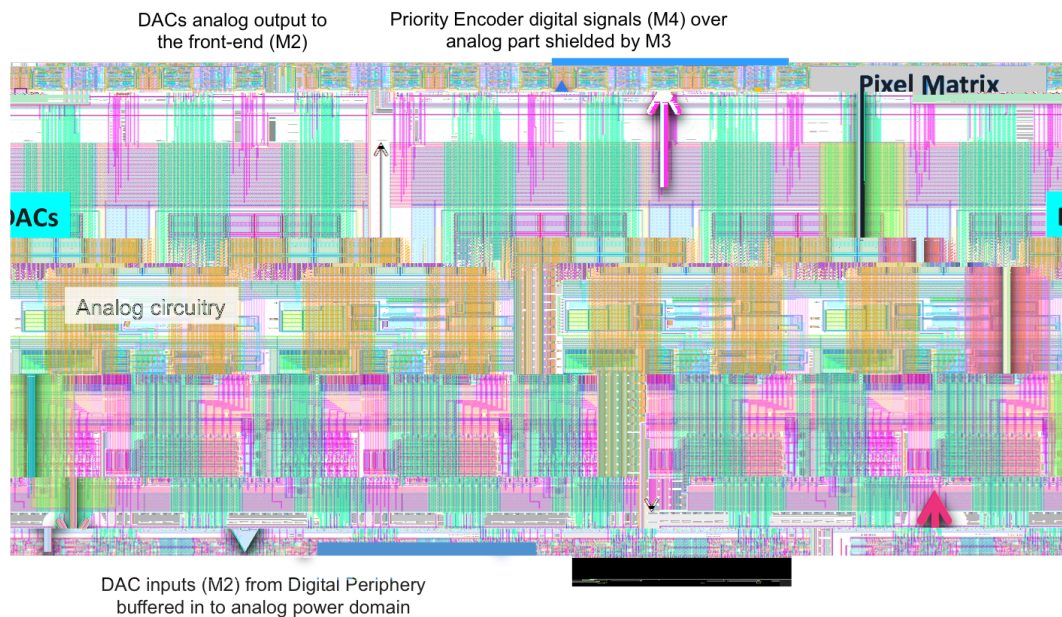 DACs analog output to
the front-end (M2)
Priority Encoder digital signals (M4) over
analog part shielded by M3
Pixel Matrix
DACs
Analog circuitry
DAC inputs (M2) from Digital Periphery
buffered in to analog power domain